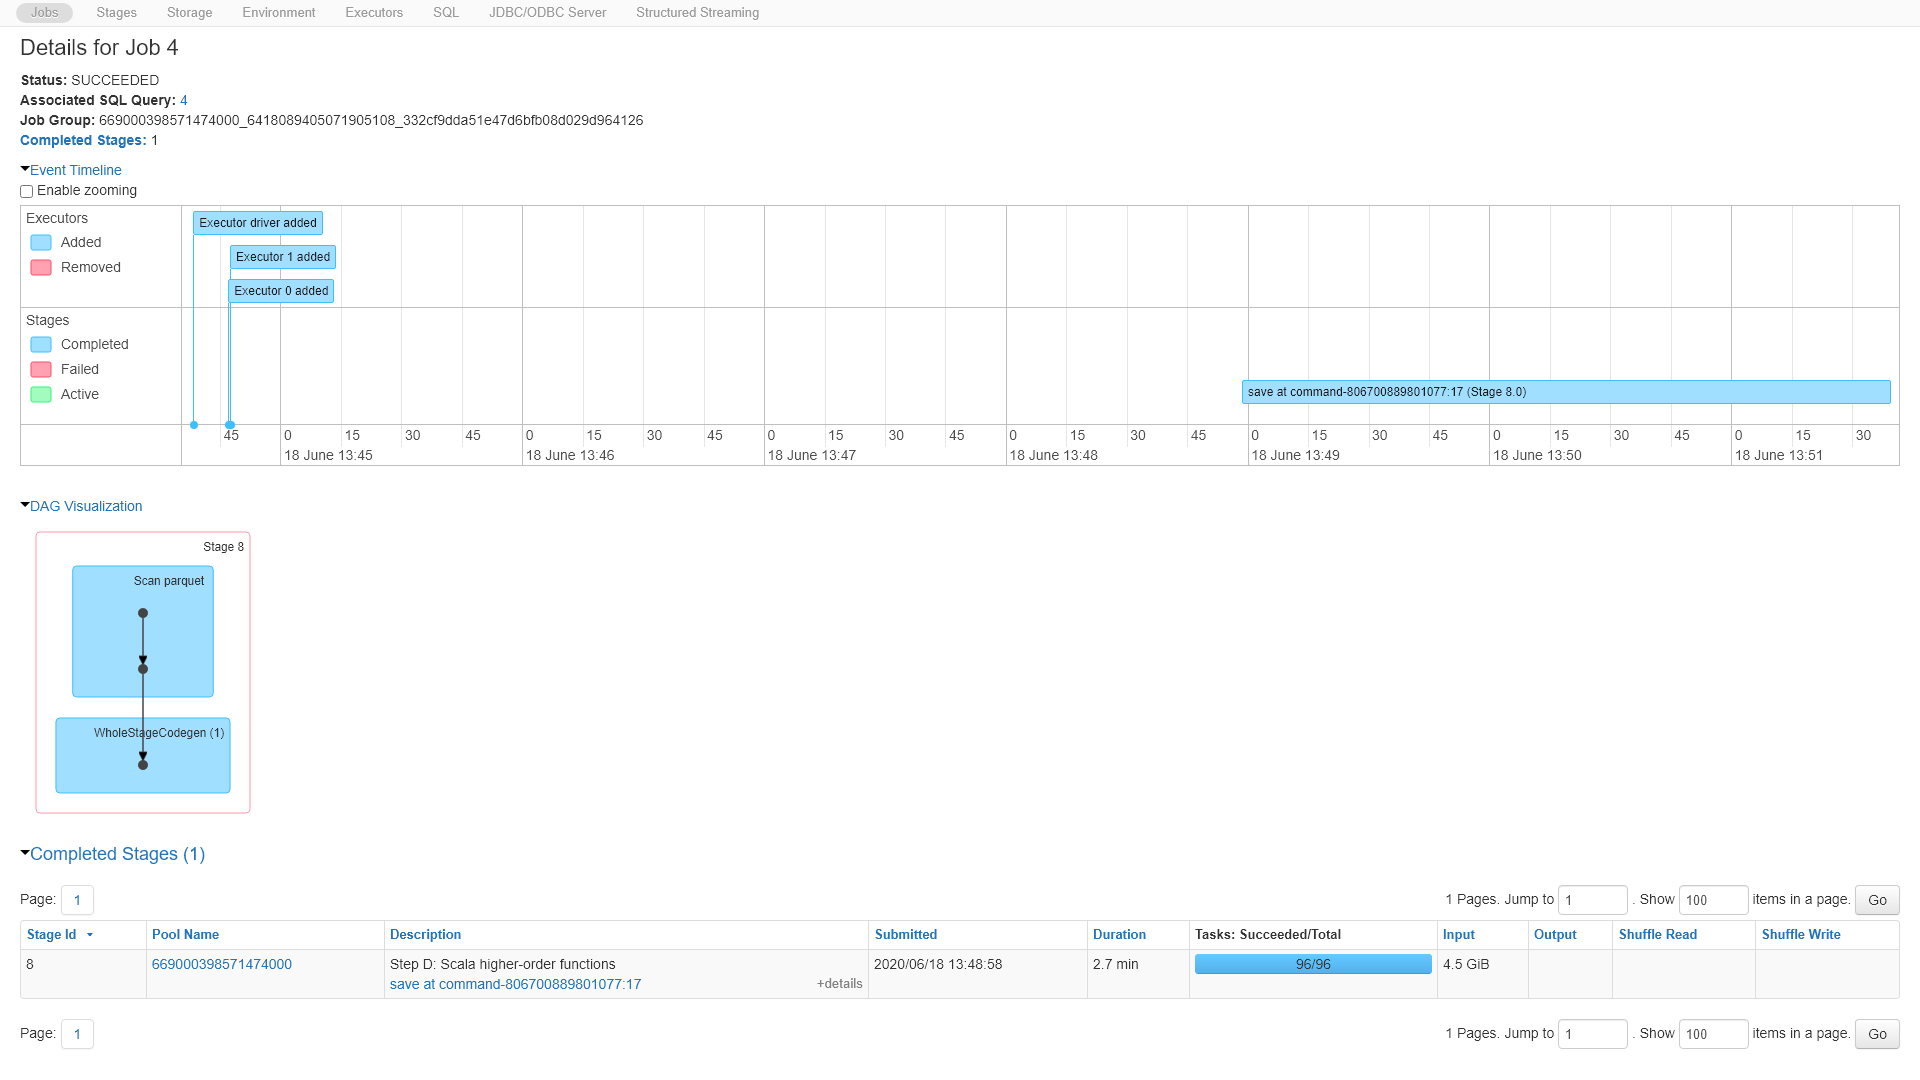 Jobs Stages Storage Environment Executors SQL JDBC/ODBC Server Structured Streaming
Details for Job 4
Status: SUCCEEDED
Associated SQL Query: 4
Job Group: 669000398571474000_6418089405071905108_332cf9dda51e47d6bfb08d029d964126
Completed Stages: 1
Event Timeline
Enable zooming
Executors
Added
Removed
Executor driver added
Executor 1 added
Executor 0 added
Stages
Completed
Failed
Active
save at command-806700889801077:17 (Stage 8.0)
45 0 15 30 45 0 15 30 45 0 15 30 45 0 15 30 45 0 15 30 45 0 15 30 45 0 15 30
18 June 13:45 18 June 13:46 18 June 13:47 18 June 13:48 18 June 13:49 18 June 13:50 18 June 13:51
DAG Visualization
Stage 8
Scan parquet
WholeStageCodegen (1)
Completed Stages (1)
Page: 1 1 Pages. Jump to 1 . Show 100 items in a page. Go
Stage Id Pool Name Description Submitted Duration Tasks: Succeeded/Total Input Output Shuffle Read Shuffle Write
8 669000398571474000 Step D: Scala higher-order functions 2020/06/18 13:48:58 2.7 min 96/96 4.5 GiB
save at command-806700889801077:17 +details
Page: 1 1 Pages. Jump to 1 . Show 100 items in a page. Go